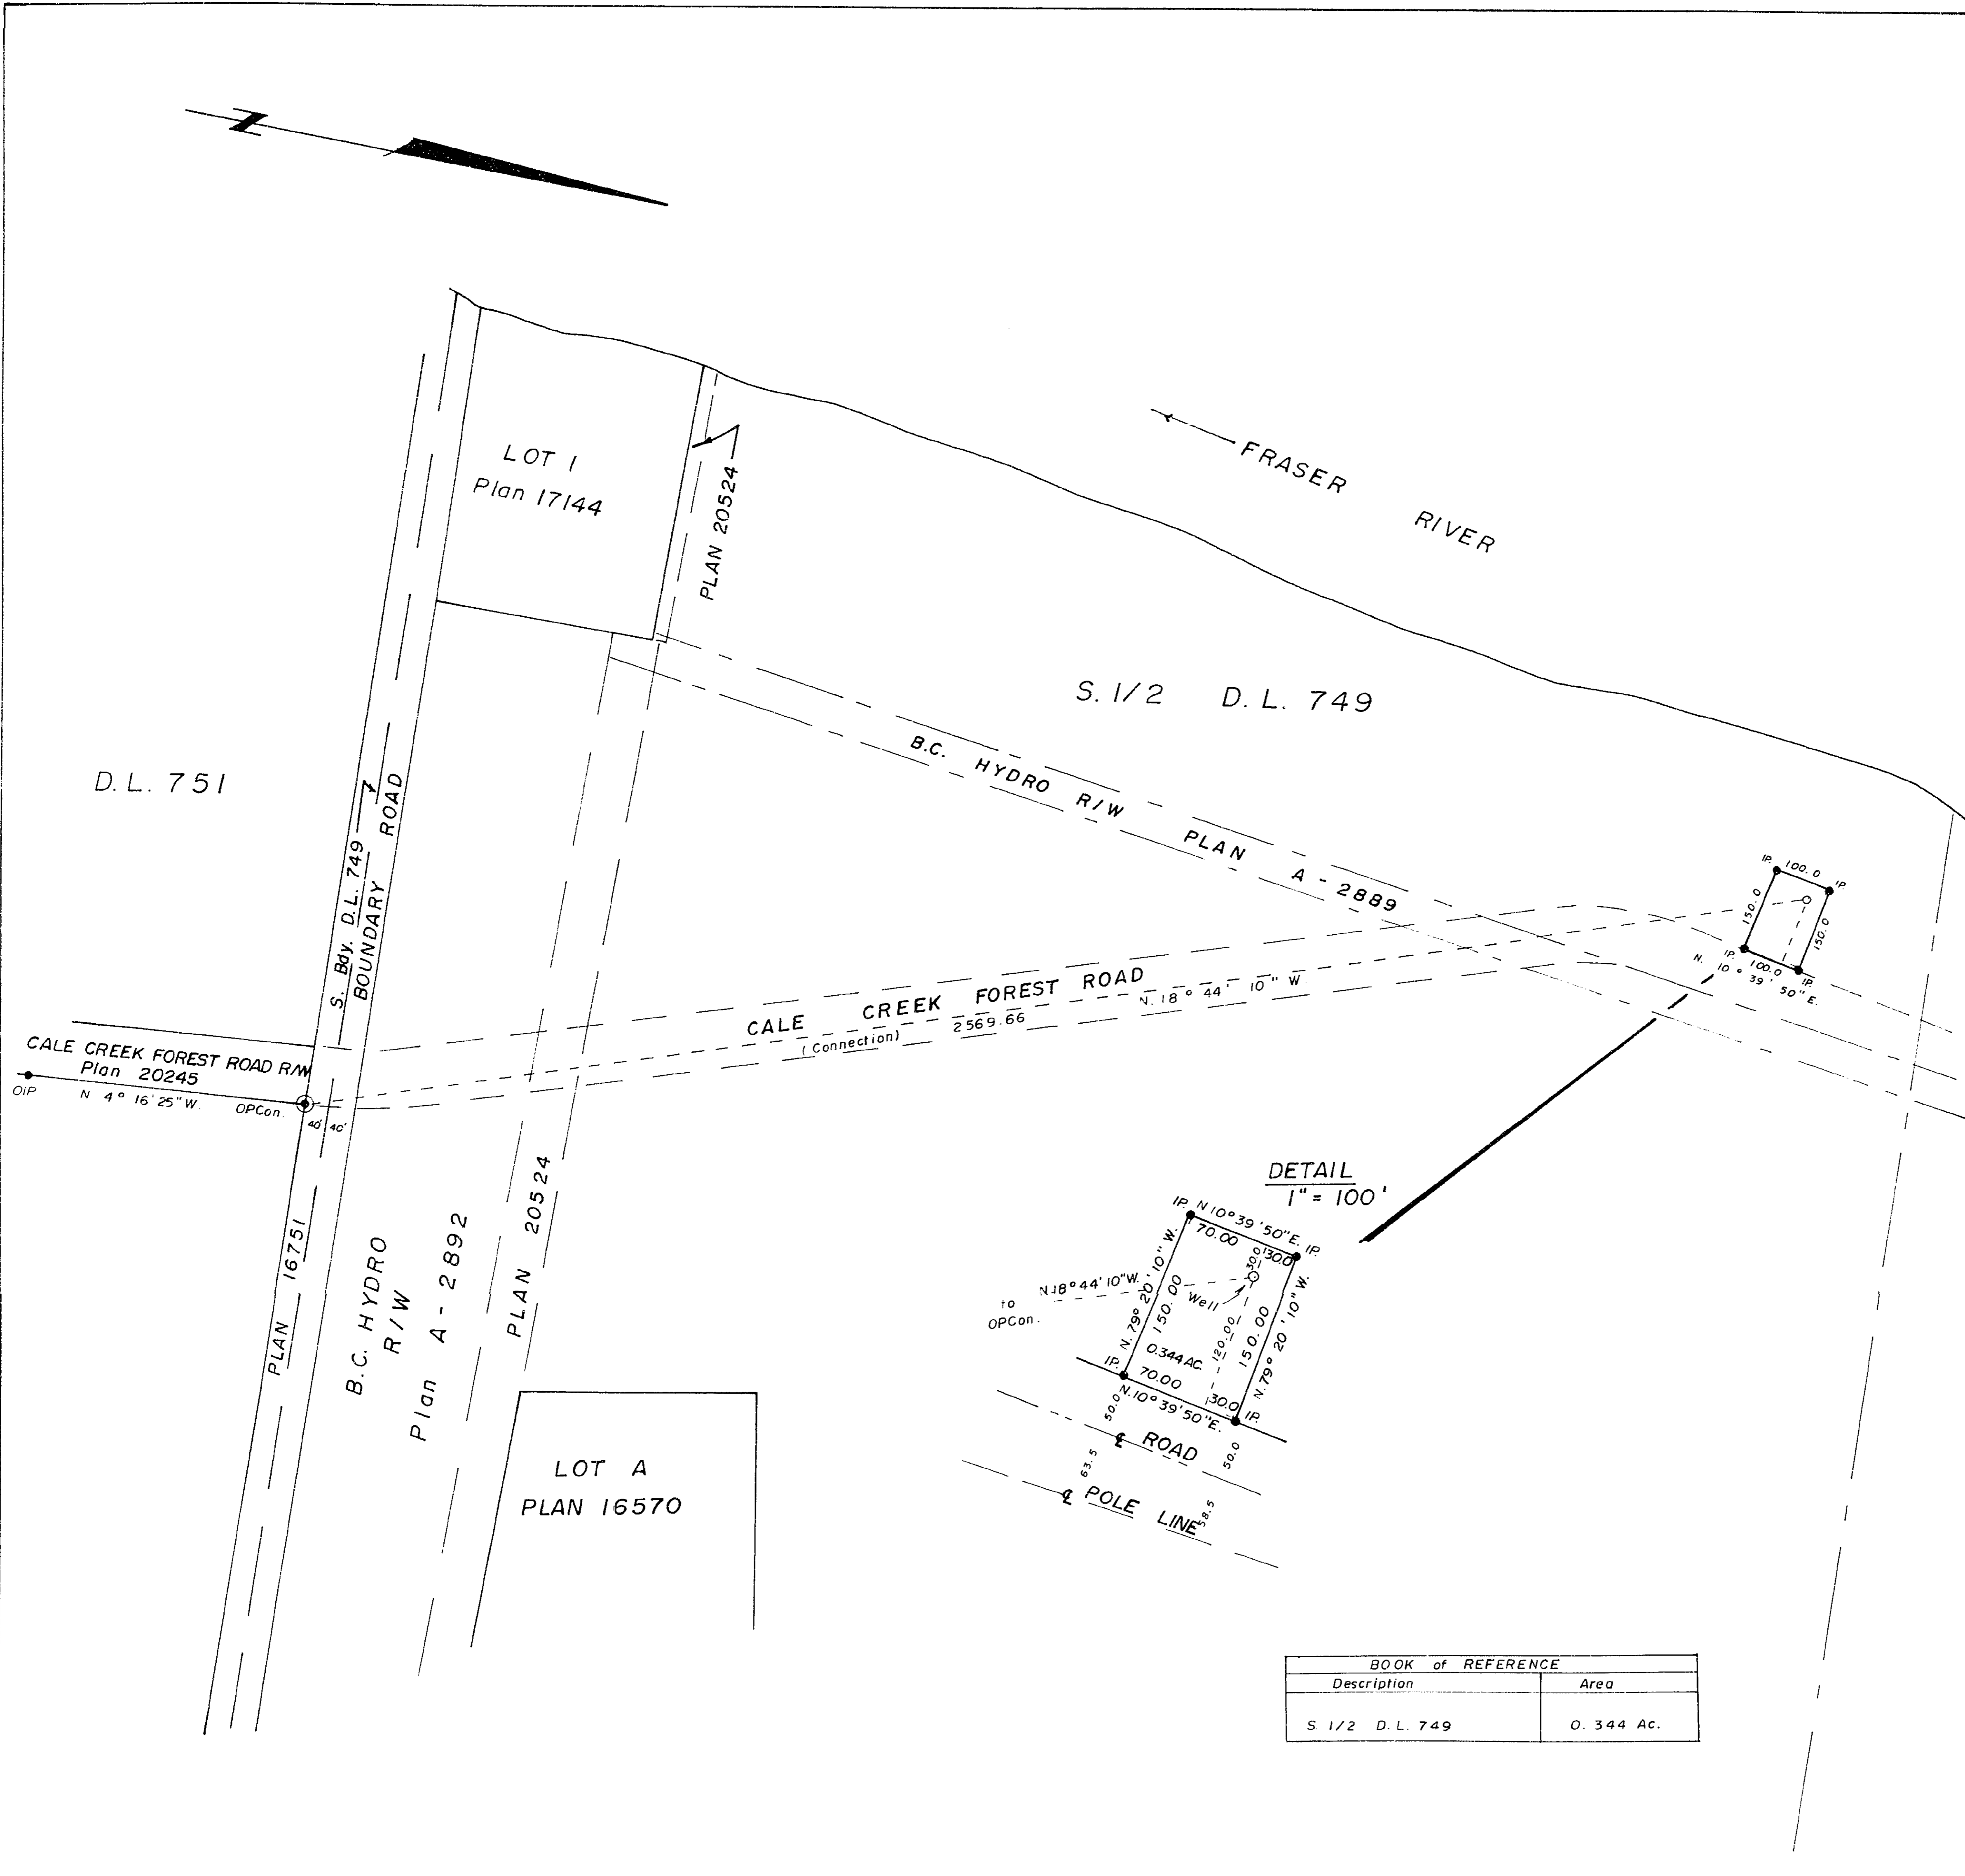 N
LOT 1
Plan 17144
PLAN 20524
FRASER RIVER
S. 1/2 D. L. 749
D. L. 751
B.C. HYDRO R/W PLAN A - 2889
S. Bdy. D.L. 749
BOUNDARY ROAD
IP. 100.0 IP.
150.0
150.0
IP. 100.0 IP.
N. 10° 39' 50" E.
CALE CREEK FOREST ROAD
N. 18° 44' 10" W
2569.66
(Connection)
CALE CREEK FOREST ROAD R/W
Plan 20245
OIP N 4° 16' 25" W. OPCon.
40' 40'
PLAN 16751
B.C. HYDRO
R/W
Plan A - 2892
PLAN 20524
DETAIL
1" = 100'
IP. N 10° 39' 50" E. IP.
70.00 30.0
30.0
N. 79° 20' 10" W.
150.00
N. 18° 44' 10" W.
to
OPCon.
Well
120.00
150.00
N. 79° 20' 10" W.
0.344 AC.
IP. 70.00 30.0 IP.
N. 10° 39' 50" E.
50.0
50.0
℄ ROAD
63.5
58.5
℄ POLE LINE
LOT A
PLAN 16570
BOOK of REFERENCE
Description Area
S. 1/2 D. L. 749 0. 344 Ac.